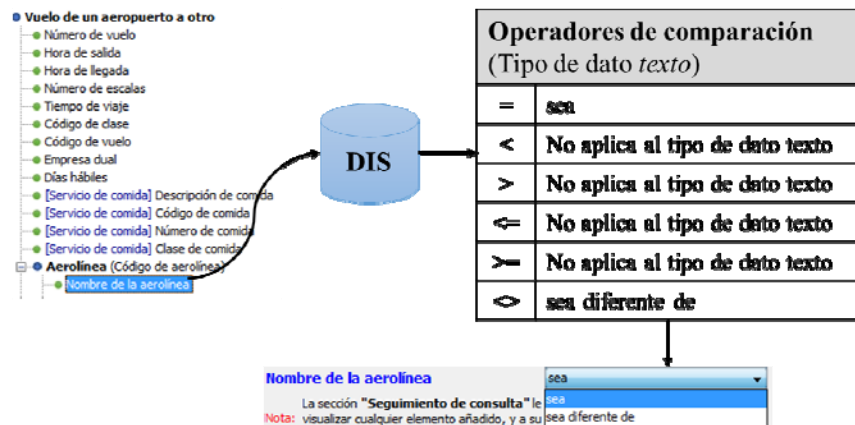 Vuelo de un aeropuerto a otro
Número de vuelo
Hora de salida
Hora de llegada
Número de escalas
Tiempo de viaje
Código de clase
Código de vuelo
Empresa dual
Días hábiles
[Servicio de comida] Descripción de comida
[Servicio de comida] Código de comida
[Servicio de comida] Número de comida
[Servicio de comida] Clase de comida
Aerolínea (Código de aerolínea)
Nombre de la aerolínea
DIS
Operadores de comparación
(Tipo de dato texto)
= sea
< No aplica al tipo de dato texto
> No aplica al tipo de dato texto
<= No aplica al tipo de dato texto
>= No aplica al tipo de dato texto
<> sea diferente de
Nombre de la aerolínea
sea
sea
sea diferente de
La sección "Seguimiento de consulta" le
Nota: visualizar cualquier elemento añadido, y a su